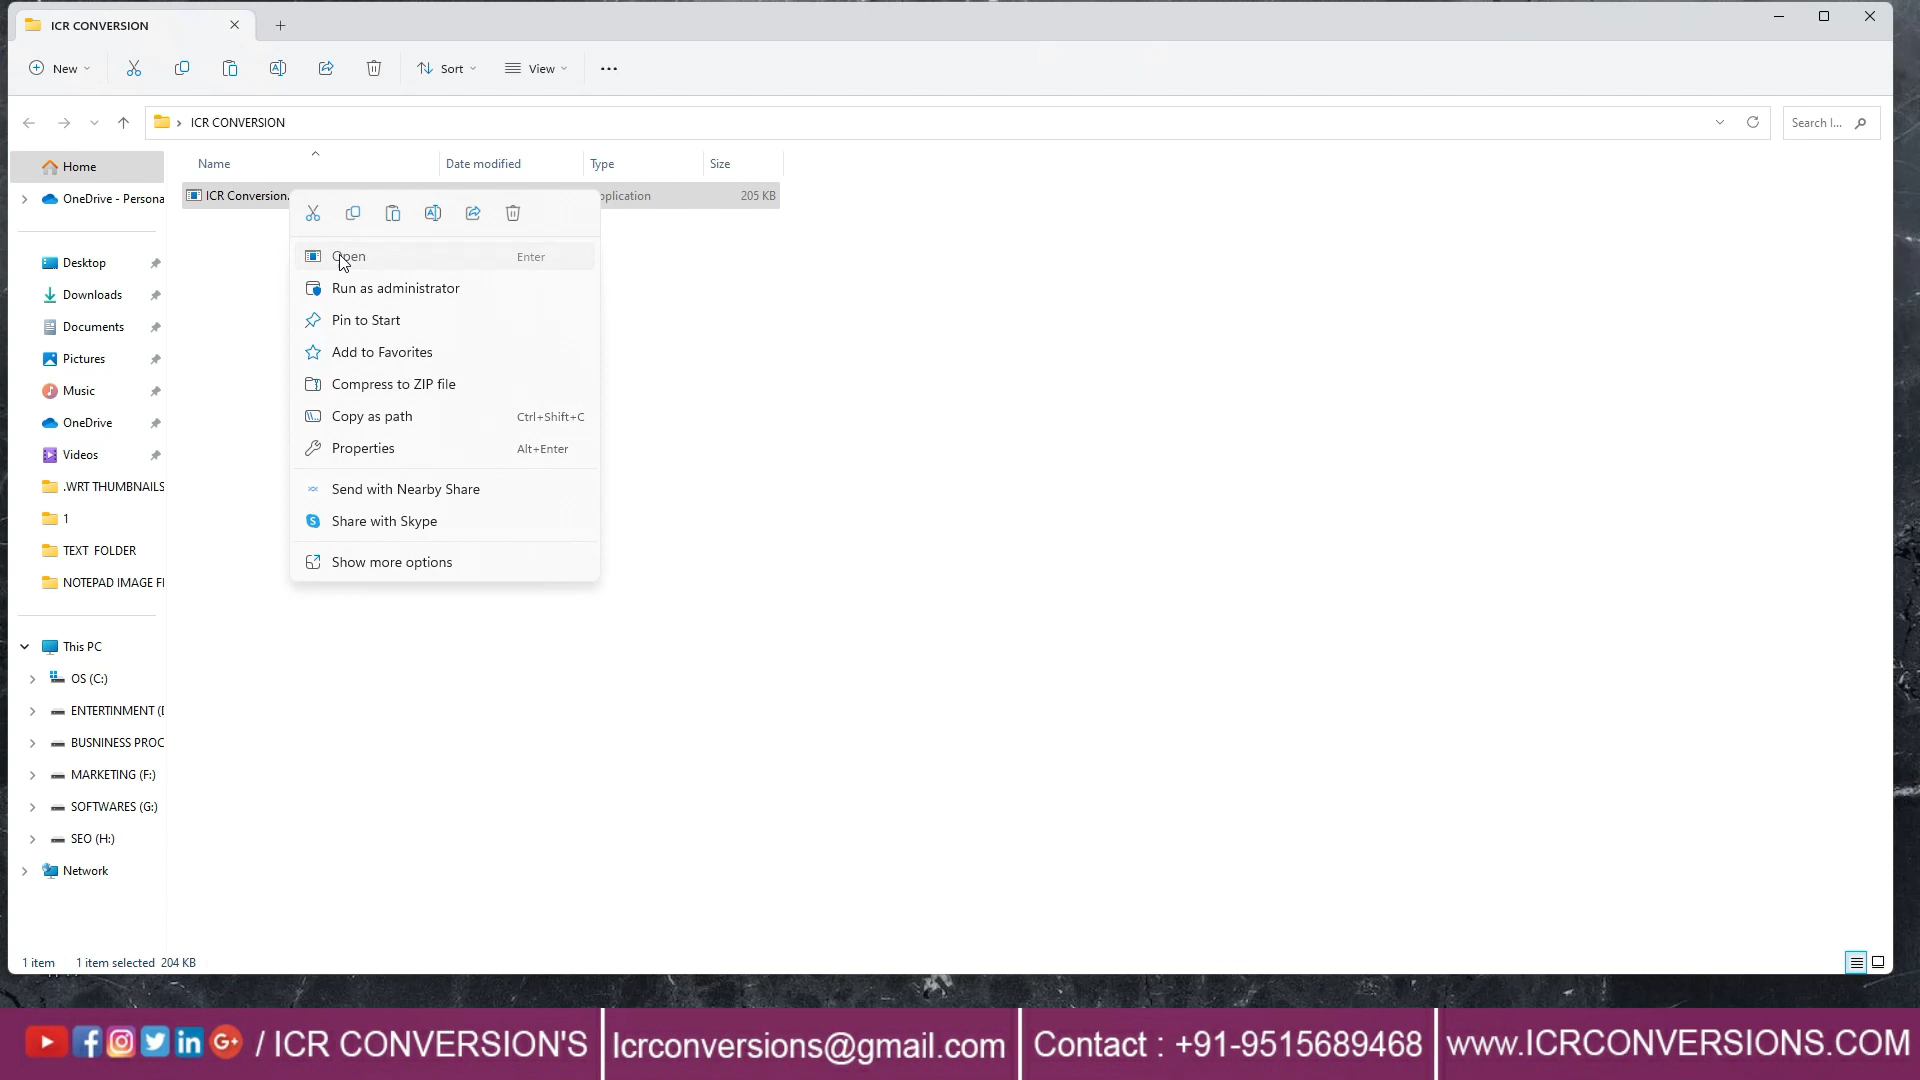 ICR CONVERSION
New
Sort
View
ICR CONVERSION
Search I...
Name
Date modified
Type
Size
ICR Conversion.
pplication
205 KB
Home
OneDrive - Persona
Desktop
Downloads
Documents
Pictures
Music
OneDrive
Videos
.WRT THUMBNAILS
1
TEXT FOLDER
NOTEPAD IMAGE FI
This PC
OS (C:)
ENTERTINMENT (D
BUSNINESS PROC
MARKETING (F:)
SOFTWARES (G:)
SEO (H:)
Network
Open Enter
Run as administrator
Pin to Start
Add to Favorites
Compress to ZIP file
Copy as path Ctrl+Shift+C
Properties Alt+Enter
Send with Nearby Share
Share with Skype
Show more options
1 item 1 item selected 204 KB
/ ICR CONVERSION'S
Icrconversions@gmail.com
Contact : +91-9515689468
www.ICRCONVERSIONS.COM